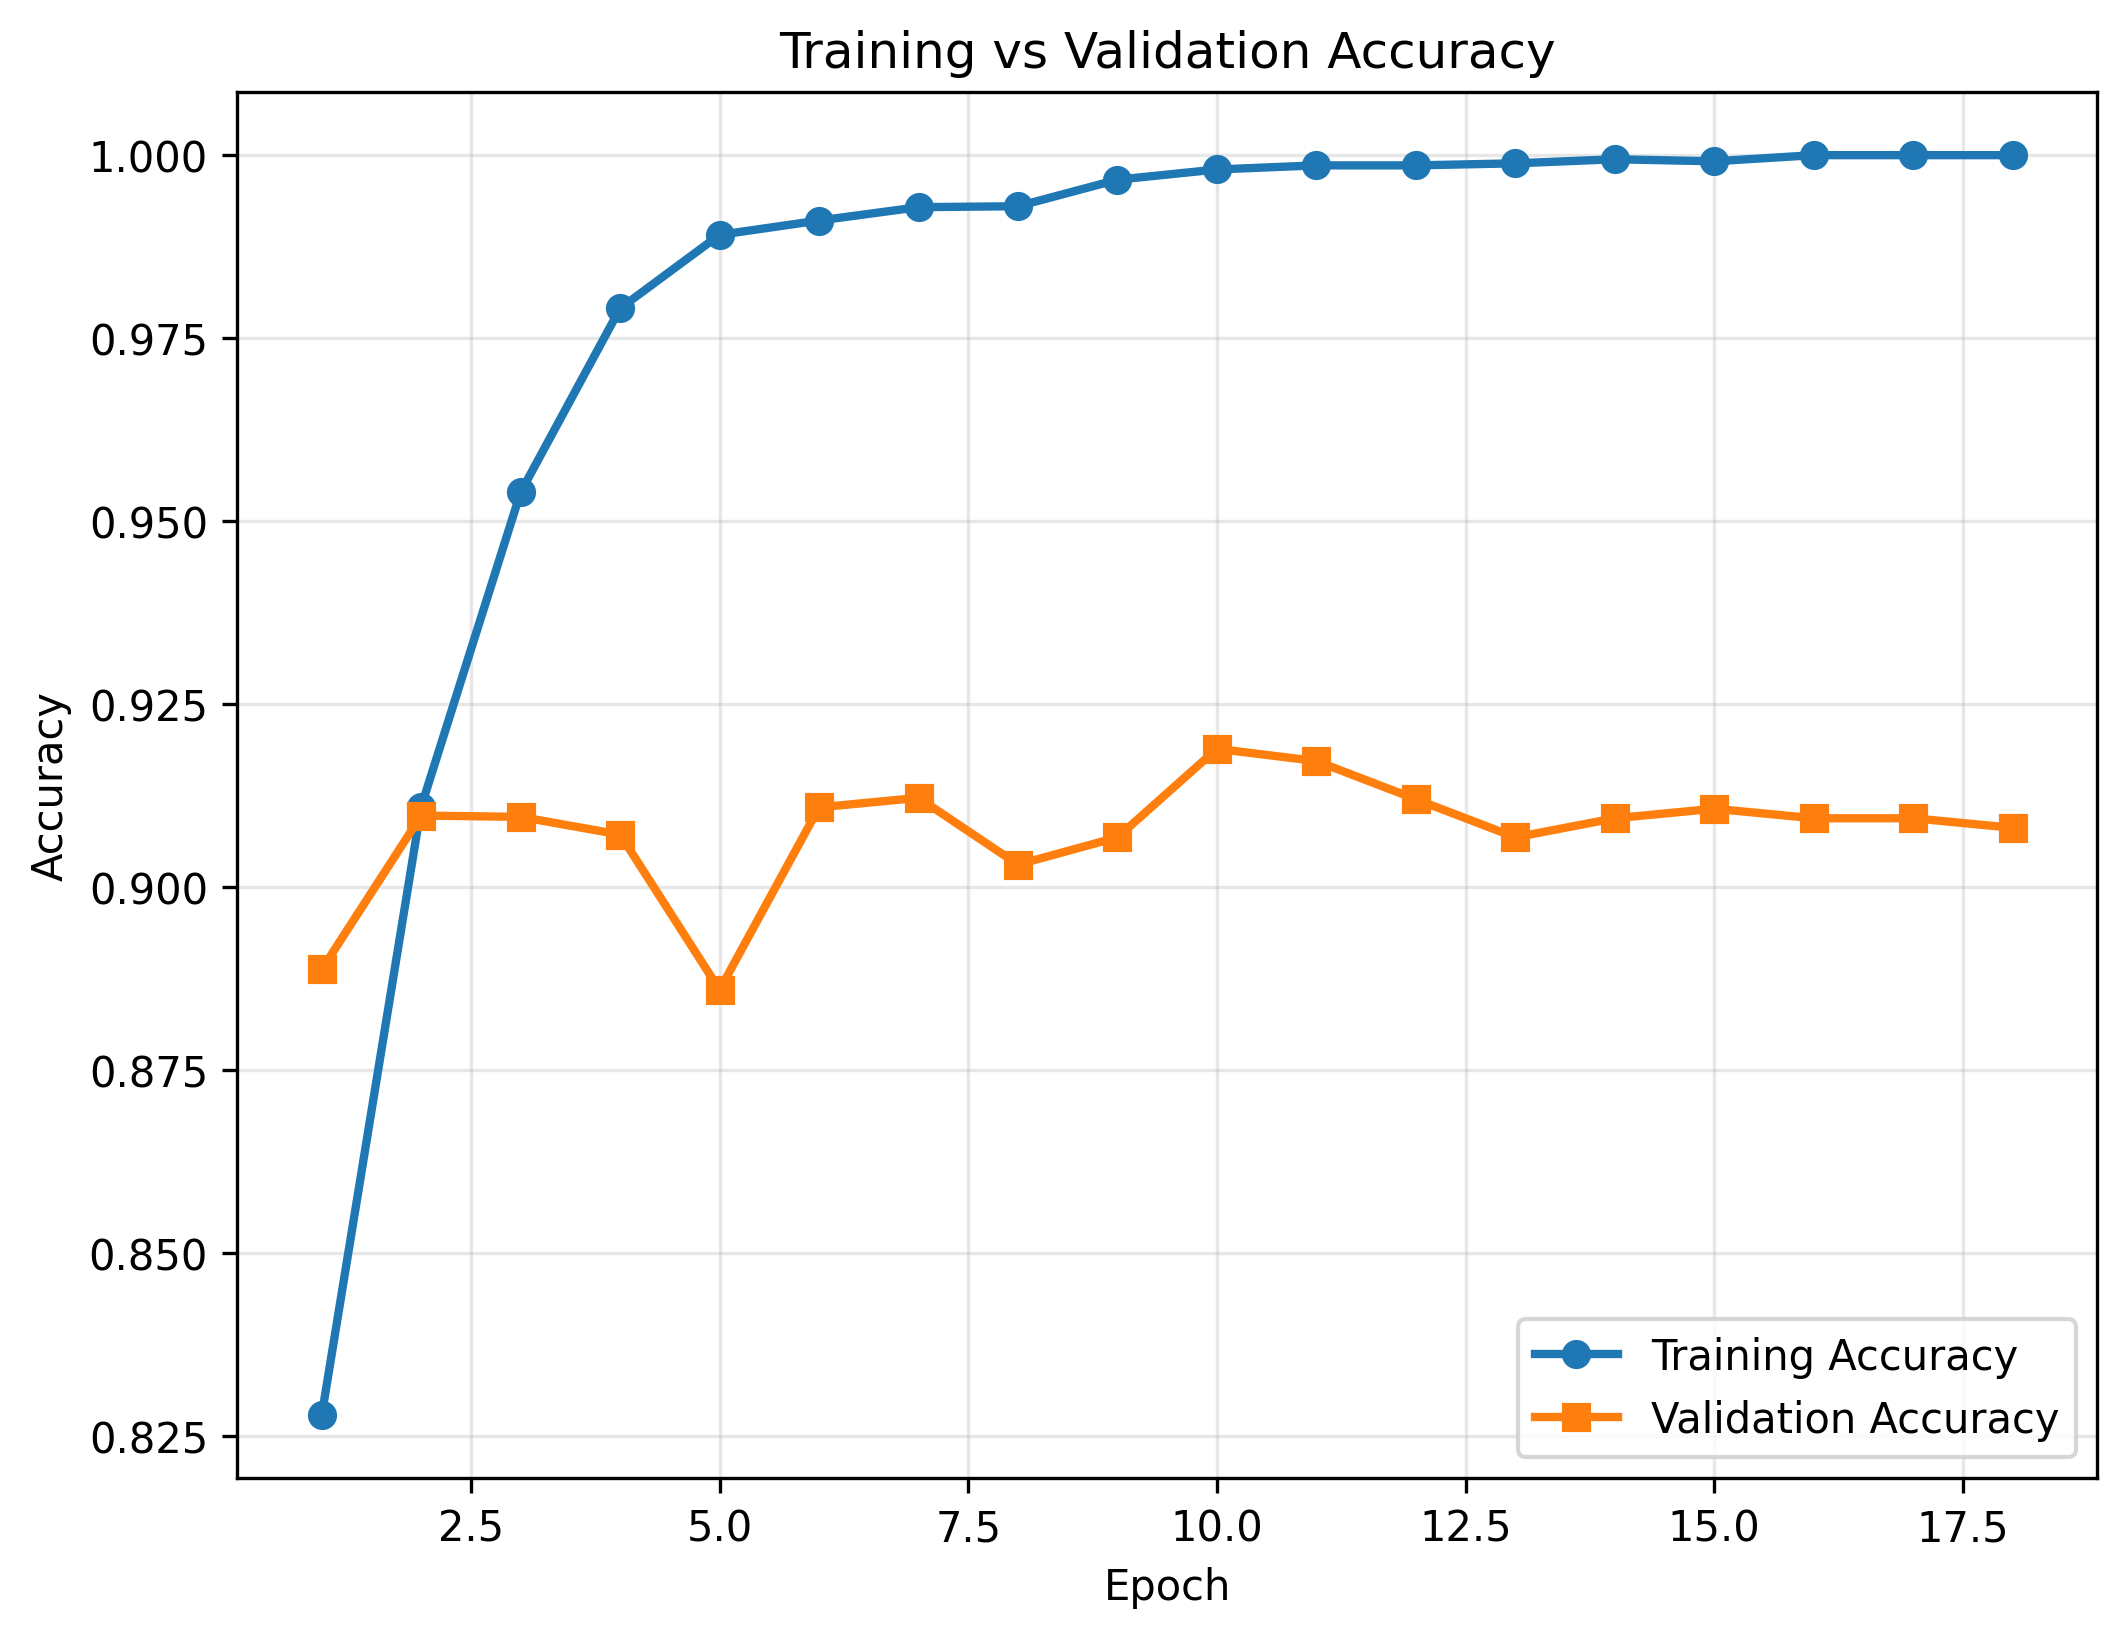 Training vs Validation Accuracy
1.000
0.975
0.950
0.925
0.900
0.875
0.850
0.825
Accuracy
2.5 5.0 7.5 10.0 12.5 15.0 17.5
Epoch
Training Accuracy
Validation Accuracy